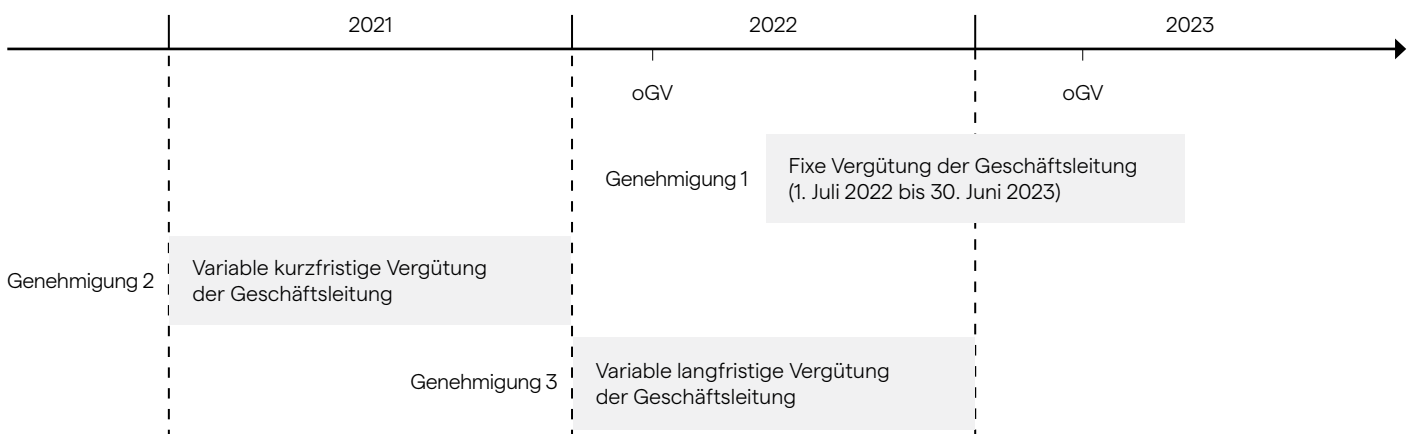 2021
2022
2023
oGV
oGV
Genehmigung 1
Fixe Vergütung der Geschäftsleitung
(1. Juli 2022 bis 30. Juni 2023)
Genehmigung 2
Variable kurzfristige Vergütung
der Geschäftsleitung
Genehmigung 3
Variable langfristige Vergütung
der Geschäftsleitung